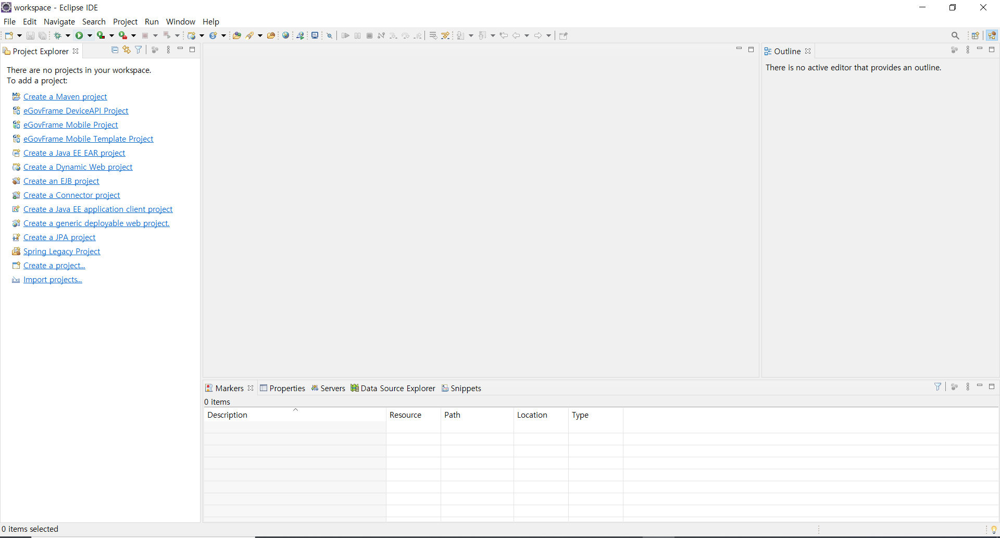 workspace - Eclipse IDE
File Edit Navigate Search Project Run Window Help
Project Explorer
There are no projects in your workspace.
To add a project:
Create a Maven project
eGovFrame DeviceAPI Project
eGovFrame Mobile Project
eGovFrame Mobile Template Project
Create a Java EE EAR project
Create a Dynamic Web project
Create an EJB project
Create a Connector project
Create a Java EE application client project
Create a generic deployable web project.
Create a JPA project
Spring Legacy Project
Create a project...
Import projects...
Outline
There is no active editor that provides an outline.
Markers Properties Servers Data Source Explorer Snippets
0 items
Description Resource Path Location Type
0 items selected